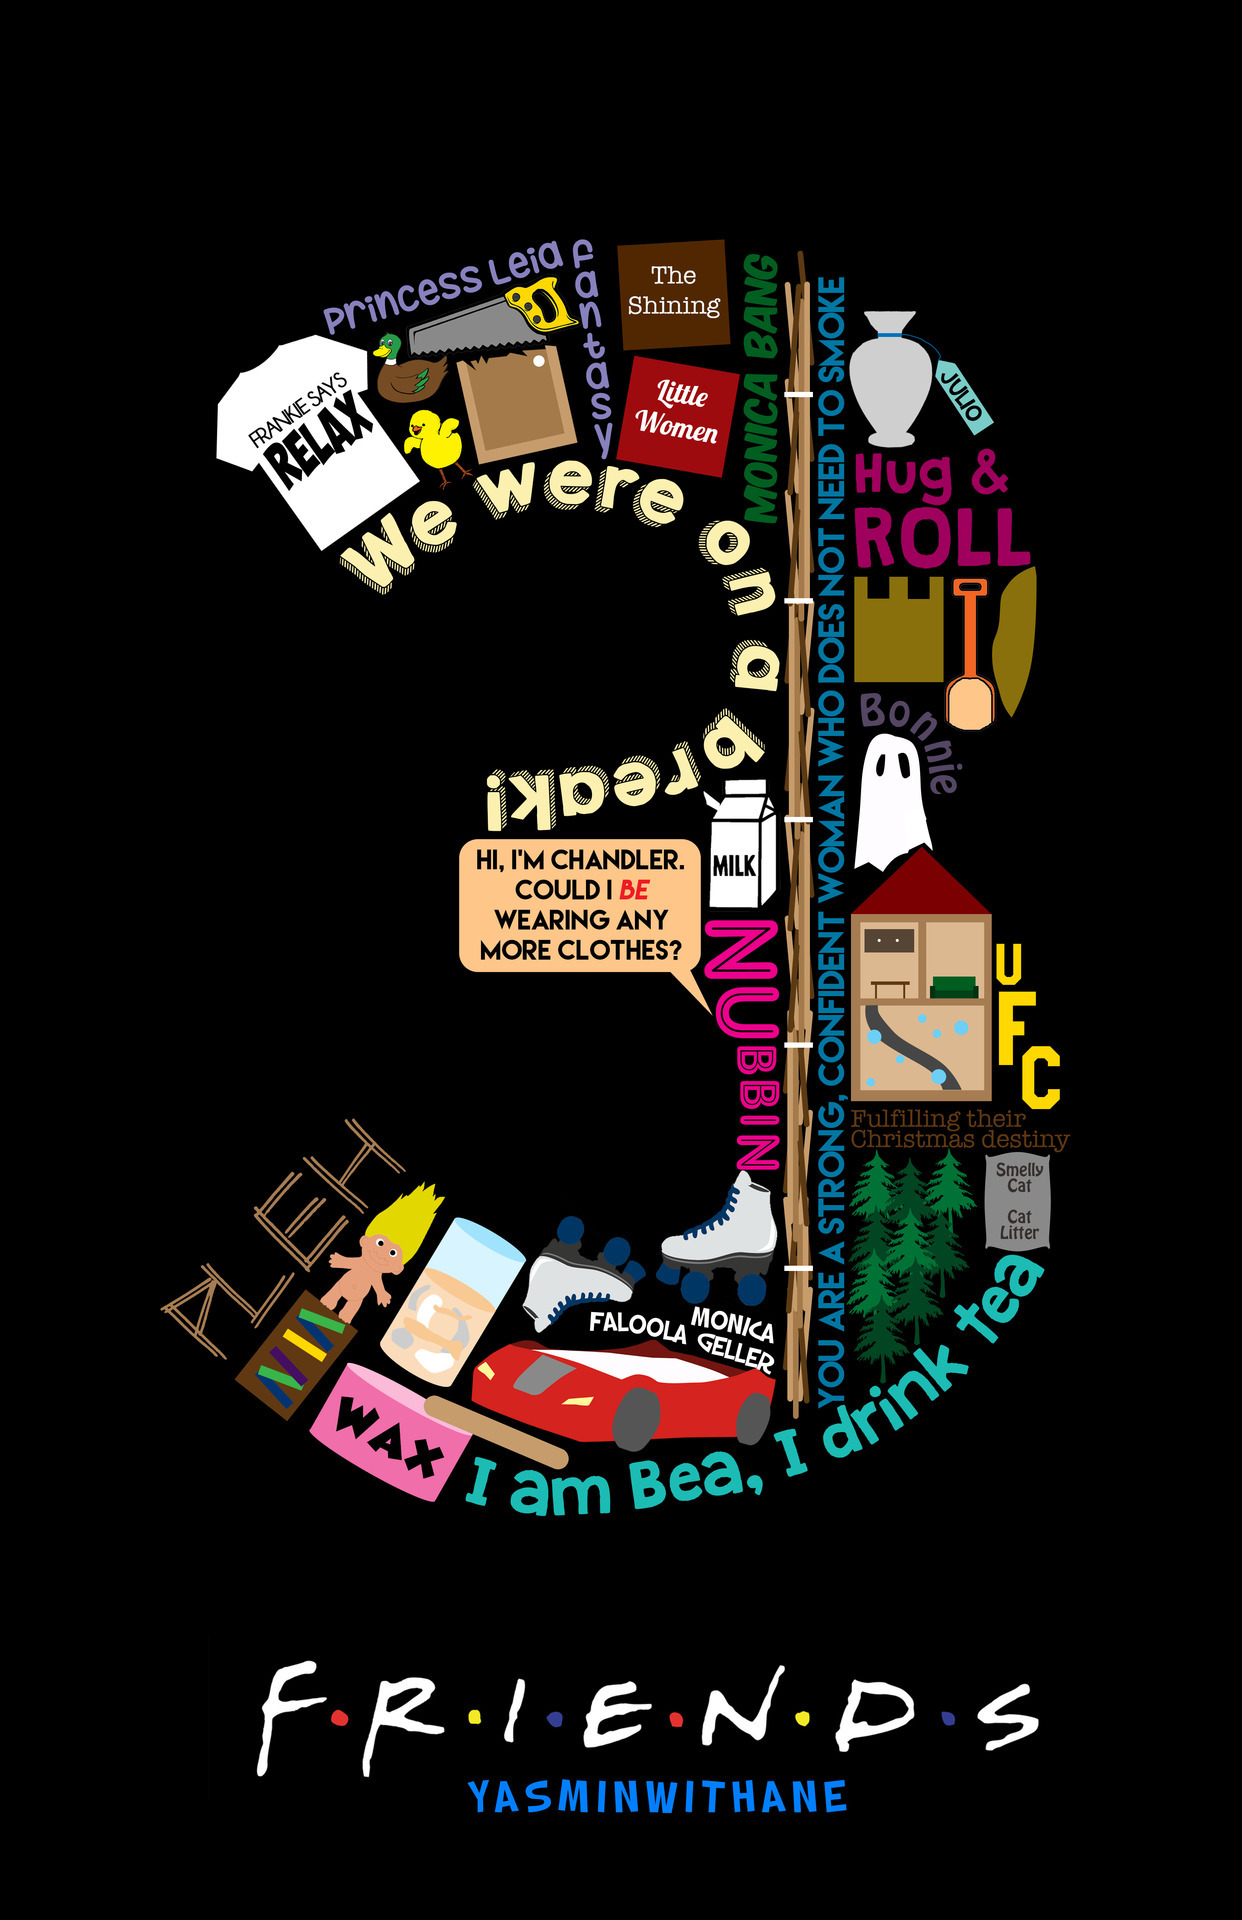 Princess Leia fantasy
The
Shining
MONICA BANG
YOU ARE A STRONG, CONFIDENT WOMAN WHO DOES NOT NEED TO SMOKE
JULIO
FRANKIE SAYS
RELAX
Little
Women
Hug &
ROLL
We were on a break!
Bonnie
MILK
HI, I'M CHANDLER.
COULD I BE
WEARING ANY
MORE CLOTHES?
NUBBIN
UFC
Fulfilling their
Christmas destiny
Smelly
Cat
Cat
Litter
HELP
FALOOLA
MONICA
GELLER
WAX
I am Bea, I drink tea
F.R.I.E.N.D.S
YASMINWITHANE